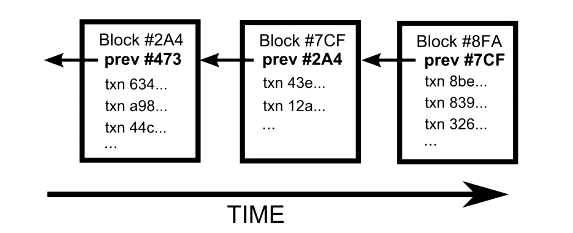 Block #2A4
prev #473
txn 634...
txn a98...
txn 44c...
...
Block #7CF
prev #2A4
txn 43e...
txn 12a...
...
Block #8FA
prev #7CF
txn 8be...
txn 839...
txn 326...
...
TIME